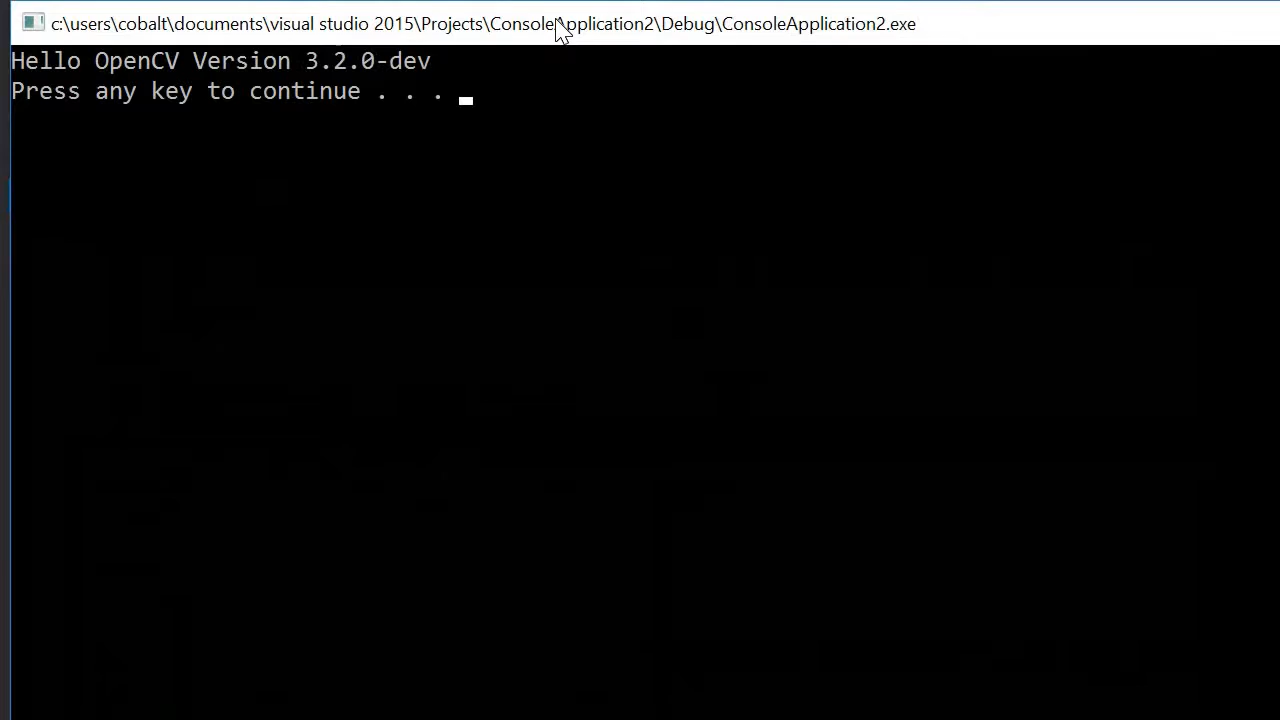 c:\users\cobalt\documents\visual studio 2015\Projects\ConsoleApplication2\Debug\ConsoleApplication2.exe
Hello OpenCV Version 3.2.0-dev
Press any key to continue . . .